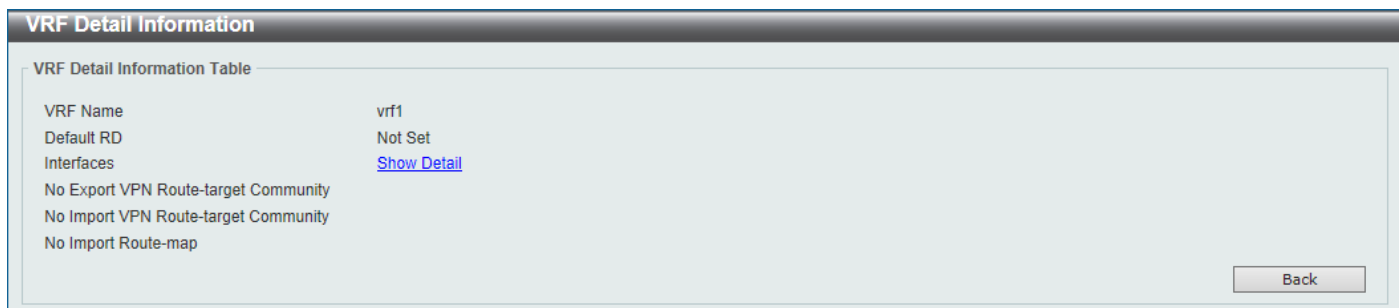 VRF Detail Information
VRF Detail Information Table
VRF Name vrf1
Default RD Not Set
Interfaces Show Detail
No Export VPN Route-target Community
No Import VPN Route-target Community
No Import Route-map
Back